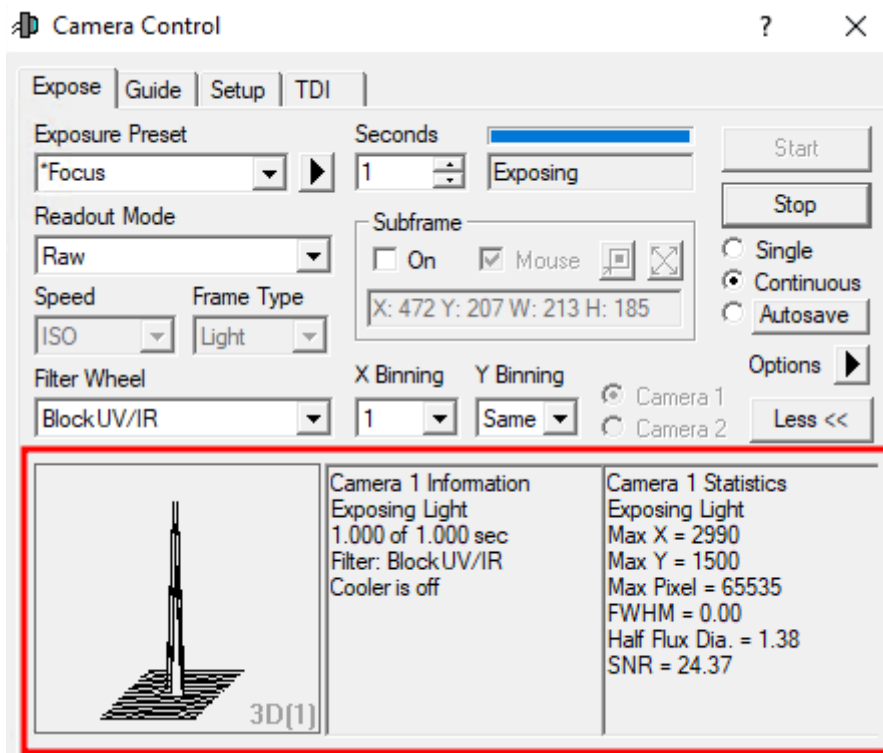 Camera Control
?
Expose Guide Setup TDI
Exposure Preset
*Focus
Seconds
1
Exposing
Start
Stop
Readout Mode
Raw
Subframe
On
Mouse
X: 472 Y: 207 W: 213 H: 185
Single
Continuous
Autosave
Speed
ISO
Frame Type
Light
Options
Filter Wheel
BlockUV/IR
X Binning
1
Y Binning
Same
Camera 1
Camera 2
Less <<
3D(1)
Camera 1 Information
Exposing Light
1.000 of 1.000 sec
Filter: BlockUV/IR
Cooler is off
Camera 1 Statistics
Exposing Light
Max X = 2990
Max Y = 1500
Max Pixel = 65535
FWHM = 0.00
Half Flux Dia. = 1.38
SNR = 24.37